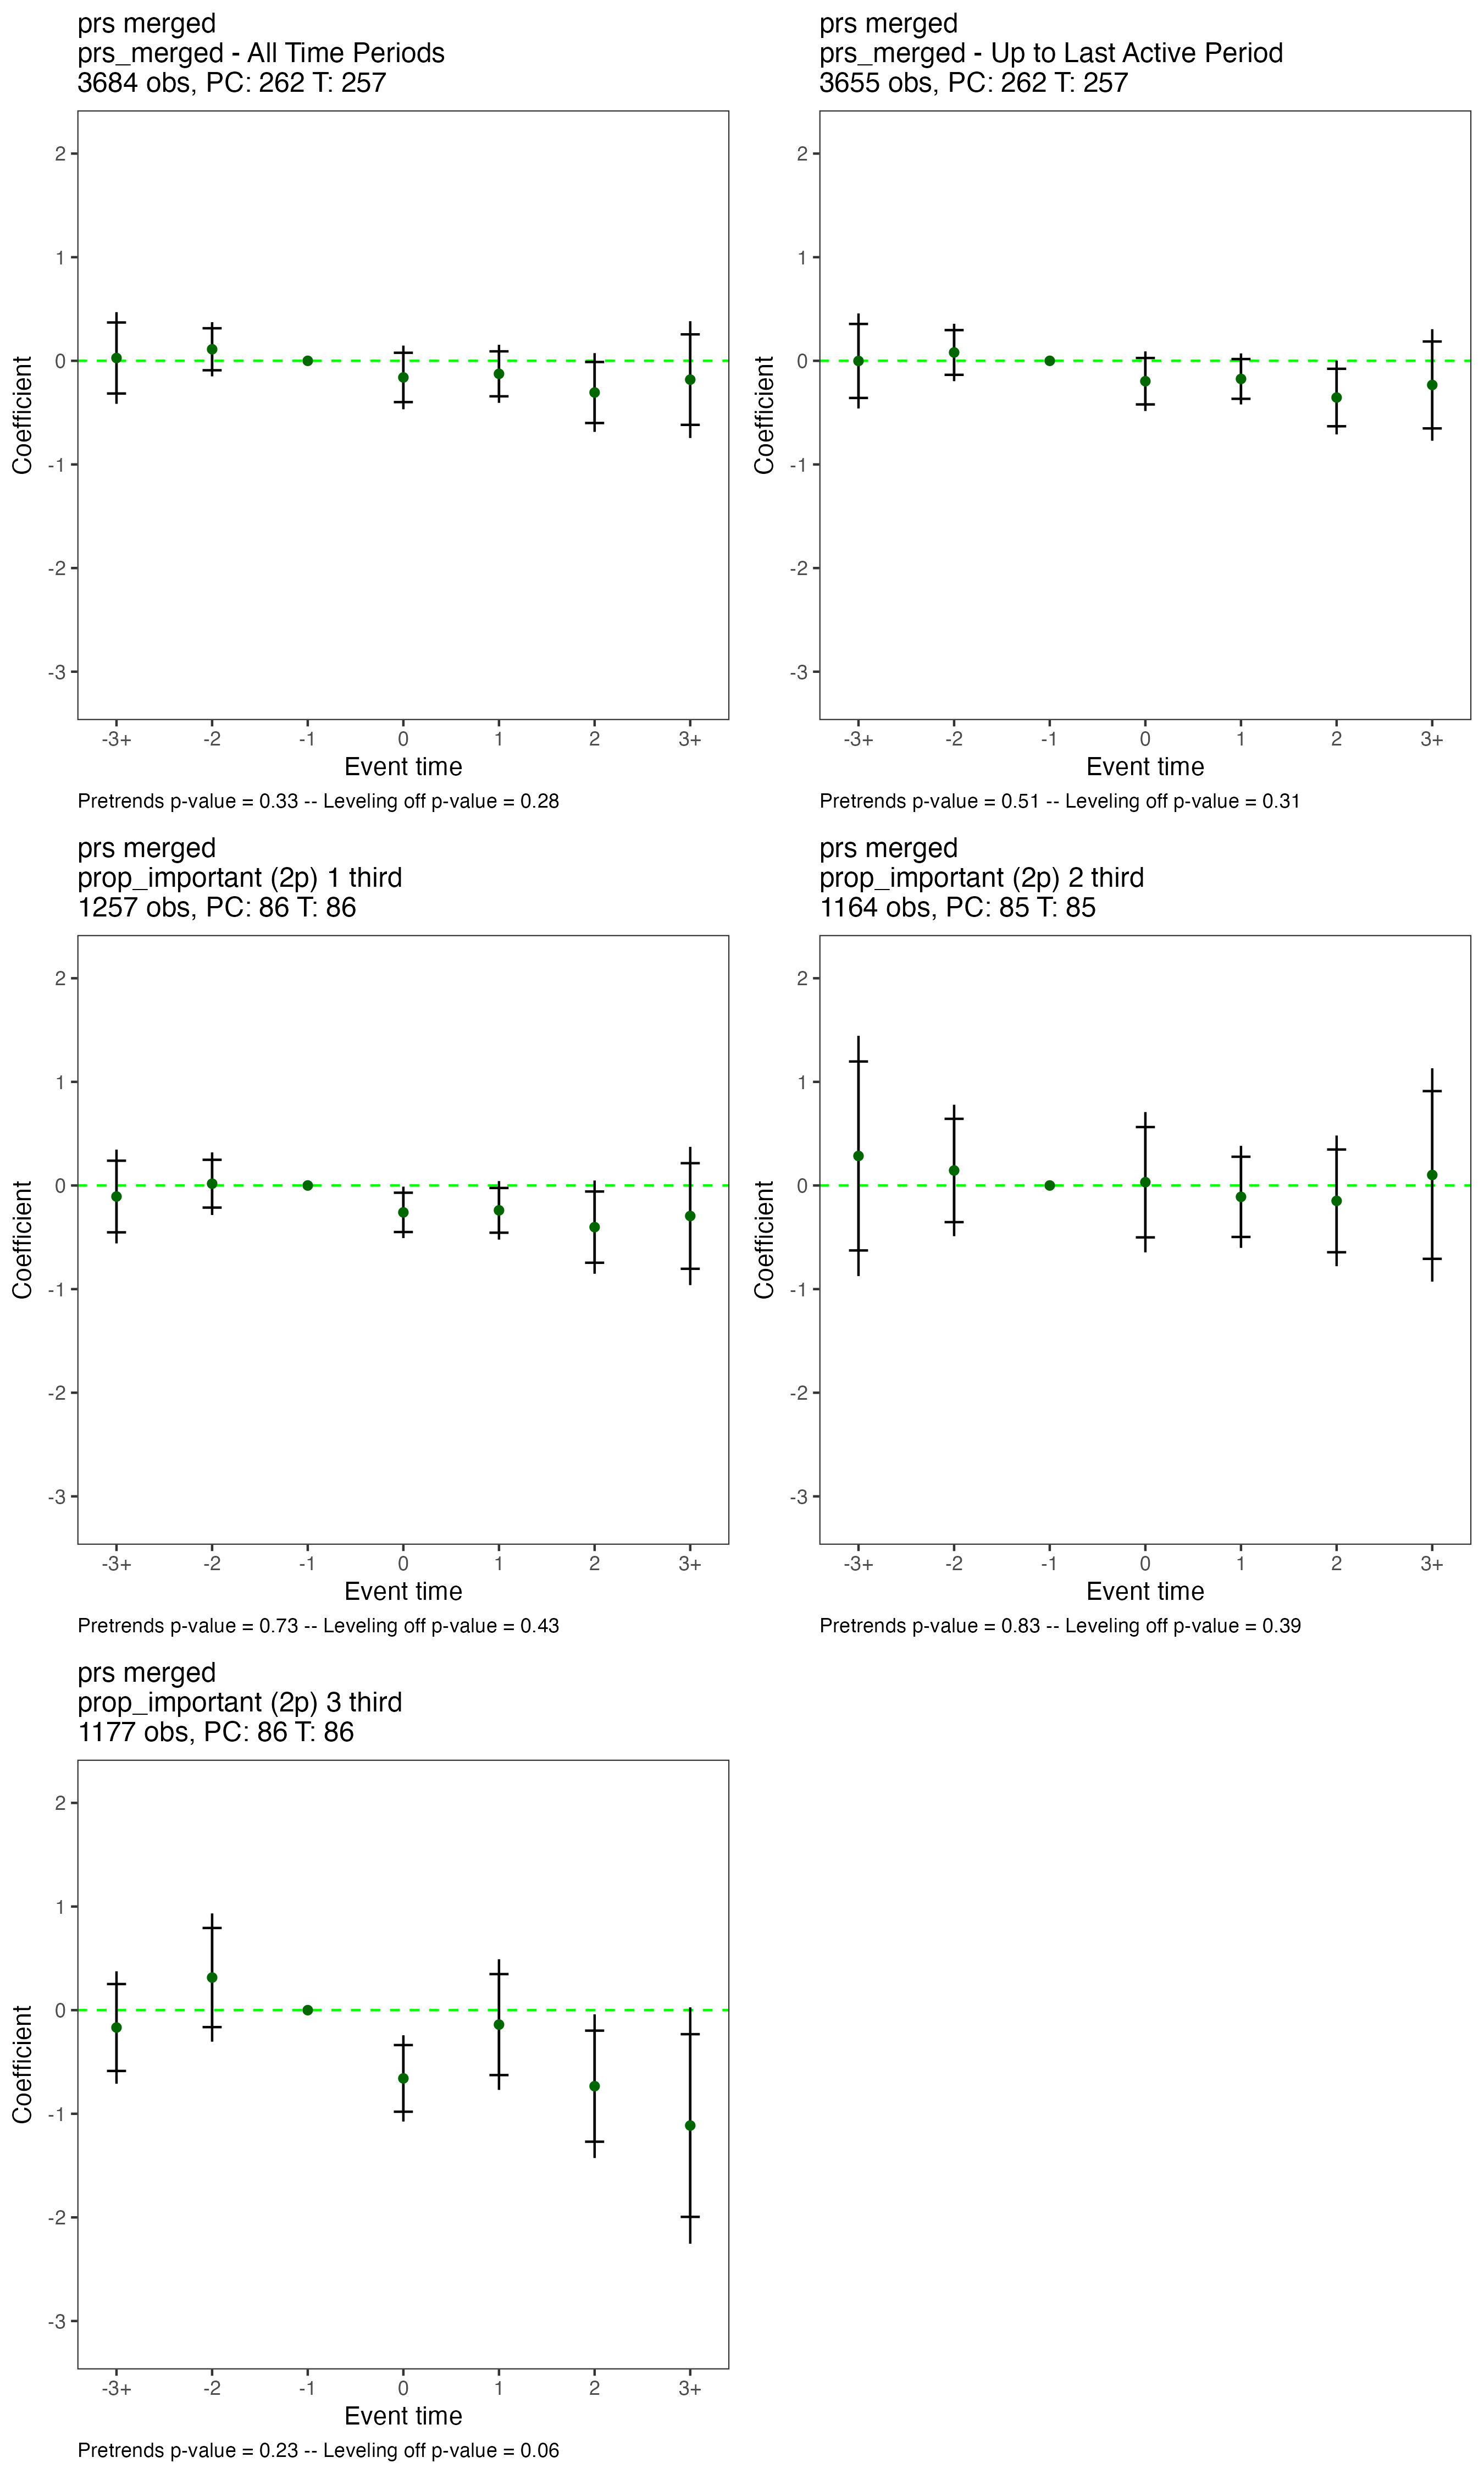 prs merged
prs_merged - All Time Periods
3684 obs, PC: 262 T: 257
2
1
0
-1
-2
-3
Coefficient
-3+ -2 -1 0 1 2 3+
Event time
Pretrends p-value = 0.33 -- Leveling off p-value = 0.28
prs merged
prs_merged - Up to Last Active Period
3655 obs, PC: 262 T: 257
2
1
0
-1
-2
-3
Coefficient
-3+ -2 -1 0 1 2 3+
Event time
Pretrends p-value = 0.51 -- Leveling off p-value = 0.31
prs merged
prop_important (2p) 1 third
1257 obs, PC: 86 T: 86
2
1
0
-1
-2
-3
Coefficient
-3+ -2 -1 0 1 2 3+
Event time
Pretrends p-value = 0.73 -- Leveling off p-value = 0.43
prs merged
prop_important (2p) 2 third
1164 obs, PC: 85 T: 85
2
1
0
-1
-2
-3
Coefficient
-3+ -2 -1 0 1 2 3+
Event time
Pretrends p-value = 0.83 -- Leveling off p-value = 0.39
prs merged
prop_important (2p) 3 third
1177 obs, PC: 86 T: 86
2
1
0
-1
-2
-3
Coefficient
-3+ -2 -1 0 1 2 3+
Event time
Pretrends p-value = 0.23 -- Leveling off p-value = 0.06